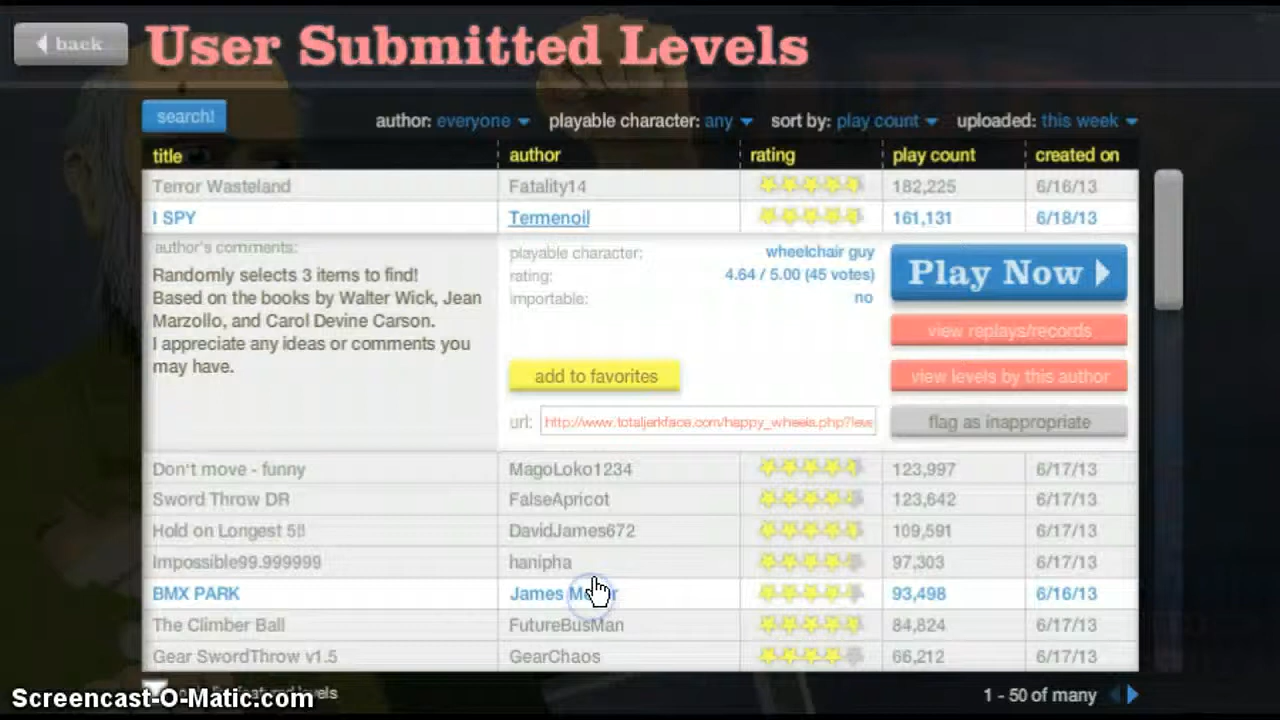 back
User Submitted Levels
search!
author: everyone playable character: any sort by: play count uploaded: this week
title author rating play count created on
Terror Wasteland Fatality14 182,225 6/16/13
I SPY Termenoil 161,131 6/18/13
author's comments:
Randomly selects 3 items to find!
Based on the books by Walter Wick, Jean
Marzollo, and Carol Devine Carson.
I appreciate any ideas or comments you
may have.
playable character: wheelchair guy
rating: 4.64 / 5.00 (45 votes)
importable: no
add to favorites
url: http://www.totaljerkface.com/happy_wheels.php?leve
Play Now
view replays/records
view levels by this author
flag as inappropriate
Don't move - funny MagoLoko1234 123,997 6/17/13
Sword Throw DR FalseApricot 123,642 6/17/13
Hold on Longest 5!! DavidJames672 109,591 6/17/13
Impossible99.999999 hanipha 97,303 6/17/13
BMX PARK James 93,498 6/16/13
The Climber Ball FutureBusMan 84,824 6/17/13
Gear SwordThrow v1.5 GearChaos 66,212 6/17/13
levels
1 - 50 of many
Screencast-O-Matic.com